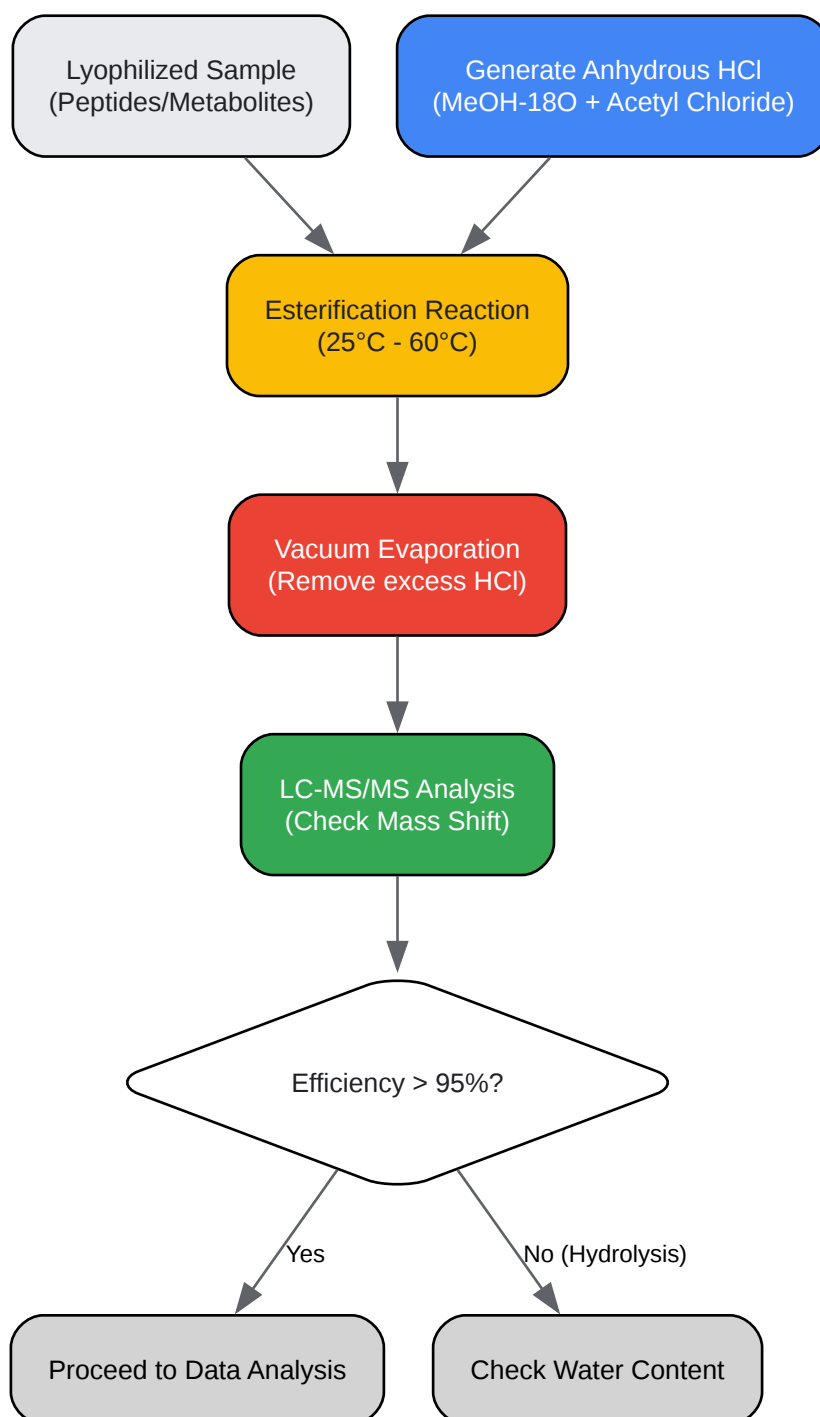 Lyophilized Sample
(Peptides/Metabolites)
Generate Anhydrous HCl
(MeOH-18O + Acetyl Chloride)
Esterification Reaction
(25°C - 60°C)
Vacuum Evaporation
(Remove excess HCl)
LC-MS/MS Analysis
(Check Mass Shift)
Efficiency > 95%?
Yes
No (Hydrolysis)
Proceed to Data Analysis
Check Water Content